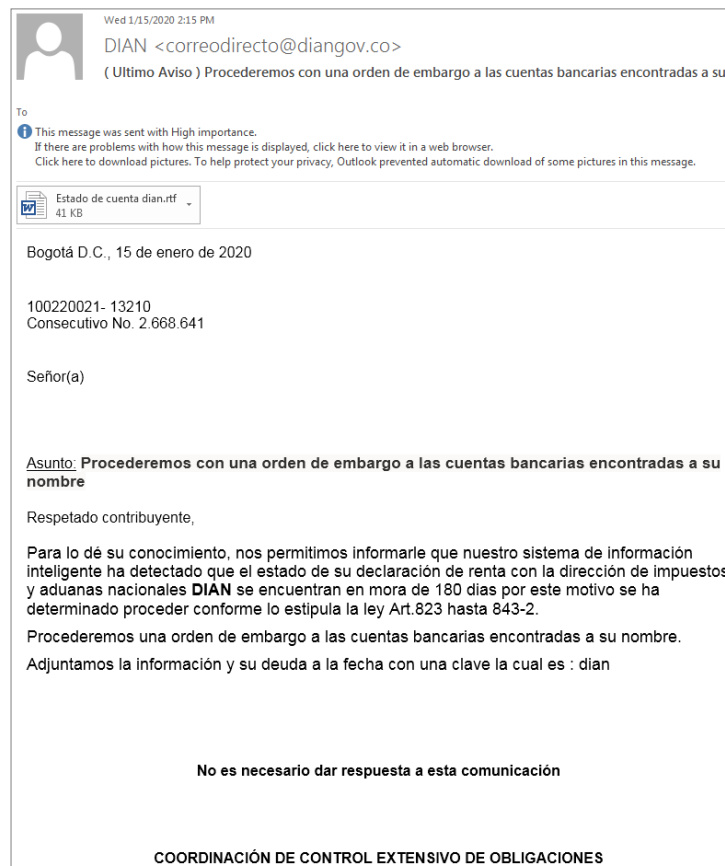 Wed 1/15/2020 2:15 PM
DIAN <correodirecto@diangov.co>
( Ultimo Aviso ) Procederemos con una orden de embargo a las cuentas bancarias encontradas a su
To
This message was sent with High importance.
If there are problems with how this message is displayed, click here to view it in a web browser.
Click here to download pictures. To help protect your privacy, Outlook prevented automatic download of some pictures in this message.
Estado de cuenta dian.rtf
41 KB
Bogotá D.C., 15 de enero de 2020
100220021- 13210
Consecutivo No. 2.668.641
Señor(a)
Asunto: Procederemos con una orden de embargo a las cuentas bancarias encontradas a su
nombre
Respetado contribuyente,
Para lo dé su conocimiento, nos permitimos informarle que nuestro sistema de información
inteligente ha detectado que el estado de su declaración de renta con la dirección de impuestos
y aduanas nacionales DIAN se encuentran en mora de 180 dias por este motivo se ha
determinado proceder conforme lo estipula la ley Art.823 hasta 843-2.
Procederemos una orden de embargo a las cuentas bancarias encontradas a su nombre.
Adjuntamos la información y su deuda a la fecha con una clave la cual es : dian
No es necesario dar respuesta a esta comunicación
COORDINACIÓN DE CONTROL EXTENSIVO DE OBLIGACIONES